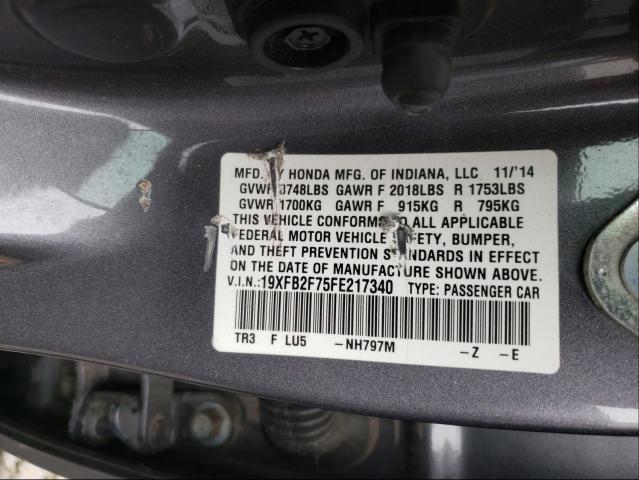 MFD. BY HONDA MFG. OF INDIANA, LLC 11/'14
GVWR 3748LBS GAWR F 2018LBS R 1753LBS
GVWR 1700KG GAWR F 915KG R 795KG
THIS VEHICLE CONFORMS TO ALL APPLICABLE
FEDERAL MOTOR VEHICLE SAFETY, BUMPER,
AND THEFT PREVENTION STANDARDS IN EFFECT
ON THE DATE OF MANUFACTURE SHOWN ABOVE.
V.I.N.:19XFB2F75FE217340 TYPE: PASSENGER CAR
TR3 F LU5 -NH797M -Z -E